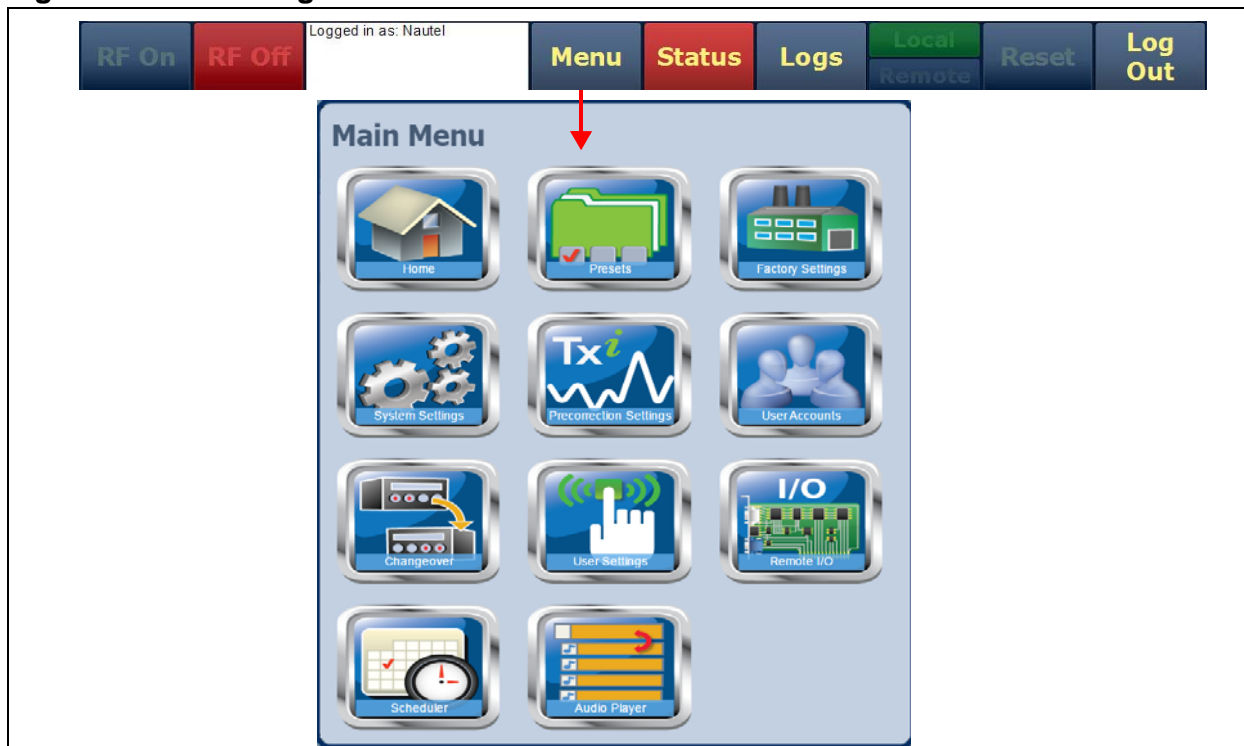 RF On RF Off Logged in as: Nautel Menu Status Logs Local Remote Reset Log Out
Main Menu
Home Presets Factory Settings
System Settings Txi Precorrection Settings User Accounts
Changeover User Settings I/O Remote I/O
Scheduler Audio Player